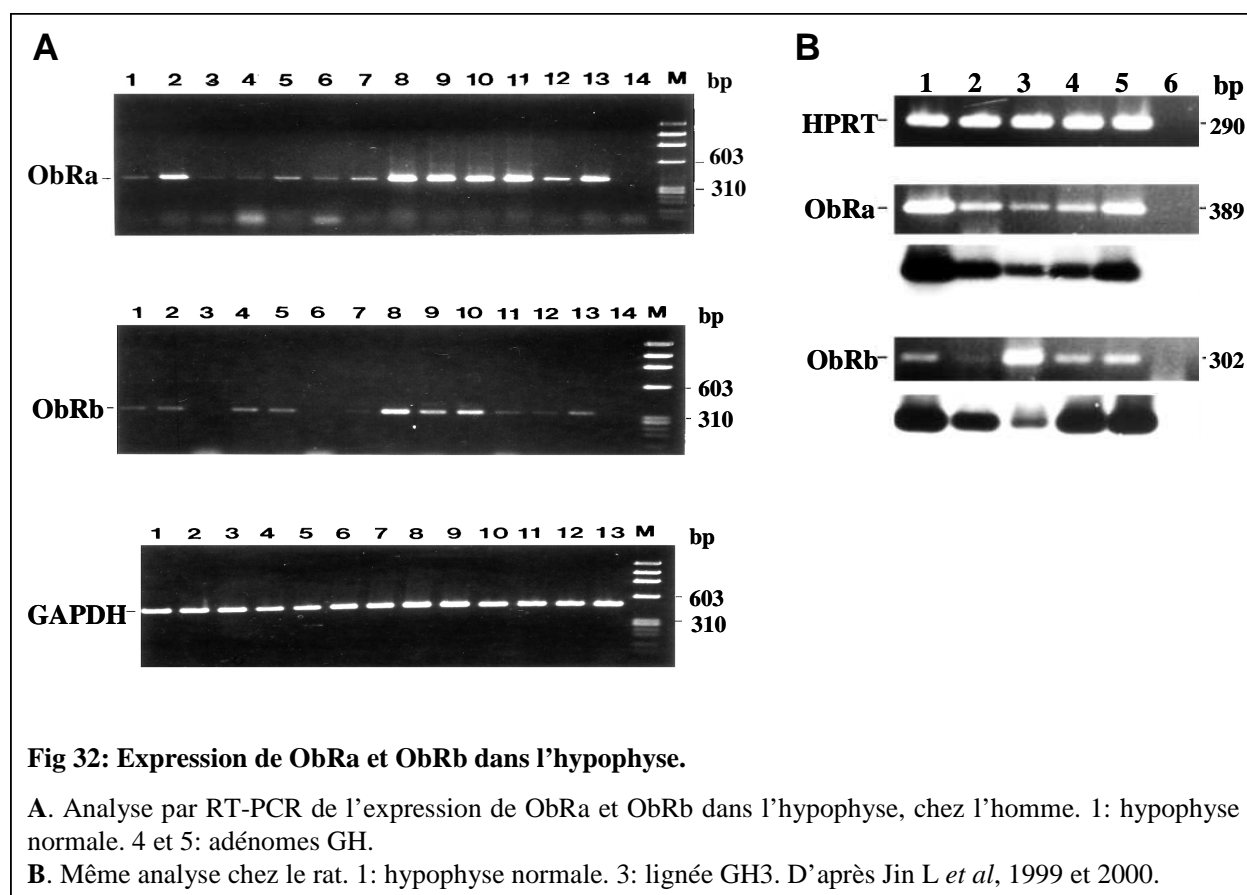 A
1 2 3 4 5 6 7 8 9 10 11 12 13 14 M bp
ObRa
603
310
1 2 3 4 5 6 7 8 9 10 11 12 13 14 M bp
ObRb
603
310
1 2 3 4 5 6 7 8 9 10 11 12 13 M bp
GAPDH
603
310
B
1 2 3 4 5 6 bp
HPRT
290
ObRa
389
ObRb
302
Fig 32: Expression de ObRa et ObRb dans l'hypophyse.
A. Analyse par RT-PCR de l'expression de ObRa et ObRb dans l'hypophyse, chez l'homme. 1: hypophyse
normale. 4 et 5: adénomes GH.
B. Même analyse chez le rat. 1: hypophyse normale. 3: lignée GH3. D'après Jin L et al, 1999 et 2000.